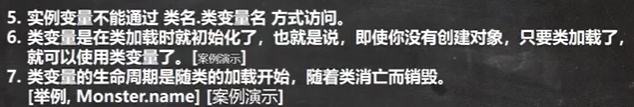 5. 实例变量不能通过 类名.类变量名 方式访问。
6. 类变量是在类加载时就初始化了，也就是说，即使你没有创建对象，只要类加载了，
就可以使用类变量了。[案例演示]
7. 类变量的生命周期是随类的加载开始，随着类消亡而销毁。
[举例, Monster.name] [案例演示]